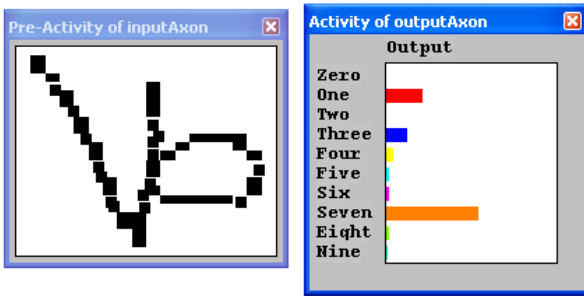 Pre-Activity of inputAxon
Activity of outputAxon
Output
Zero
One
Two
Three
Four
Five
Six
Seven
Eight
Nine